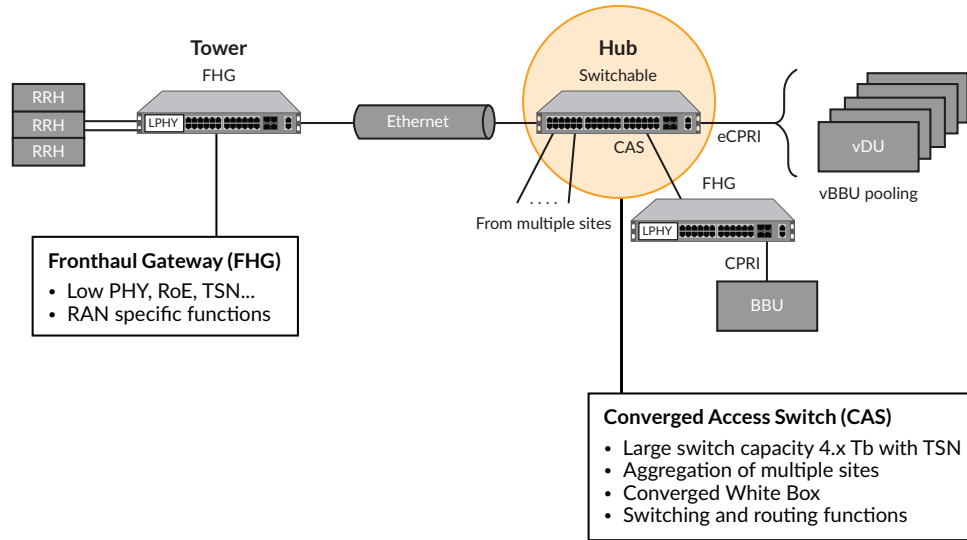 Tower
FHG
RRH
RRH
RRH
LPHY
Ethernet
Hub
Switchable
CAS
eCPRI
vDU
vBBU pooling
. . . .
From multiple sites
FHG
LPHY
CPRI
BBU
Fronthaul Gateway (FHG)
• Low PHY, RoE, TSN...
• RAN specific functions
Converged Access Switch (CAS)
• Large switch capacity 4.x Tb with TSN
• Aggregation of multiple sites
• Converged White Box
• Switching and routing functions